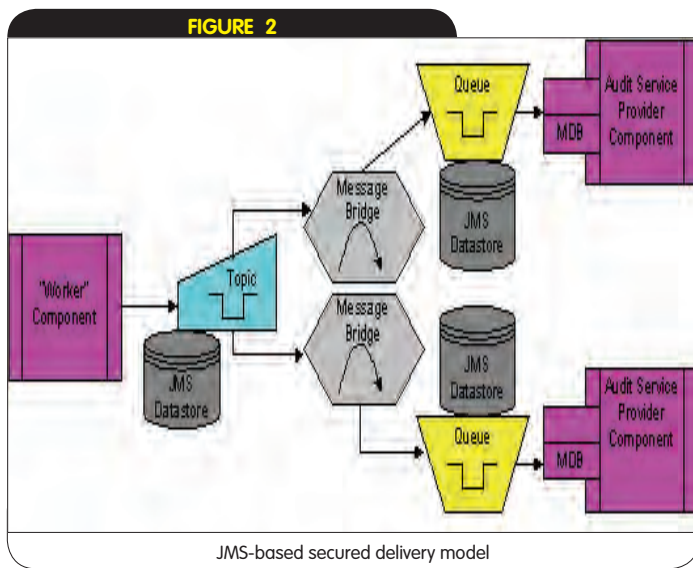 FIGURE 2
"Worker"
Component
JMS
Datastore
Topic
Message
Bridge
Message
Bridge
Queue
JMS
Datastore
MDB
Audit Service
Provider
Component
JMS
Datastore
Queue
MDB
Audit Service
Provider
Component
JMS-based secured delivery model